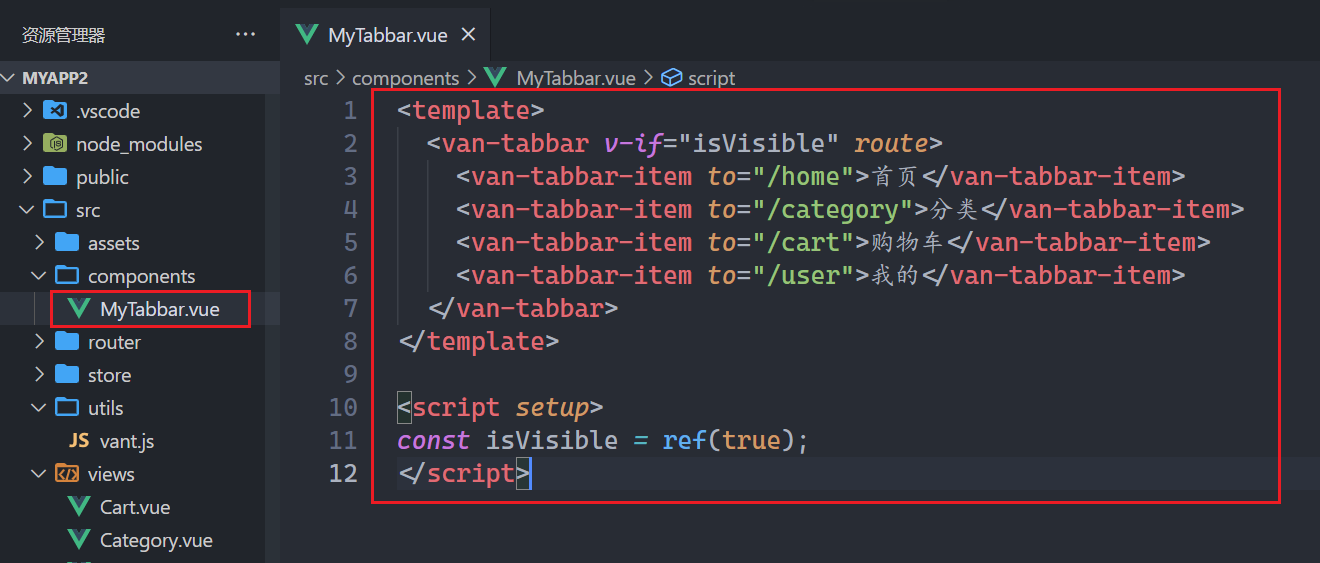 资源管理器 ···
MYAPP2
.vscode
node_modules
public
src
assets
components
MyTabbar.vue
router
store
utils
JS vant.js
views
Cart.vue
Category.vue
MyTabbar.vue ×
src > components > MyTabbar.vue > script
1 <template>
2 <van-tabbar v-if="isVisible" route>
3 <van-tabbar-item to="/home">首页</van-tabbar-item>
4 <van-tabbar-item to="/category">分类</van-tabbar-item>
5 <van-tabbar-item to="/cart">购物车</van-tabbar-item>
6 <van-tabbar-item to="/user">我的</van-tabbar-item>
7 </van-tabbar>
8 </template>
9
10 <script setup>
11 const isVisible = ref(true);
12 </script>